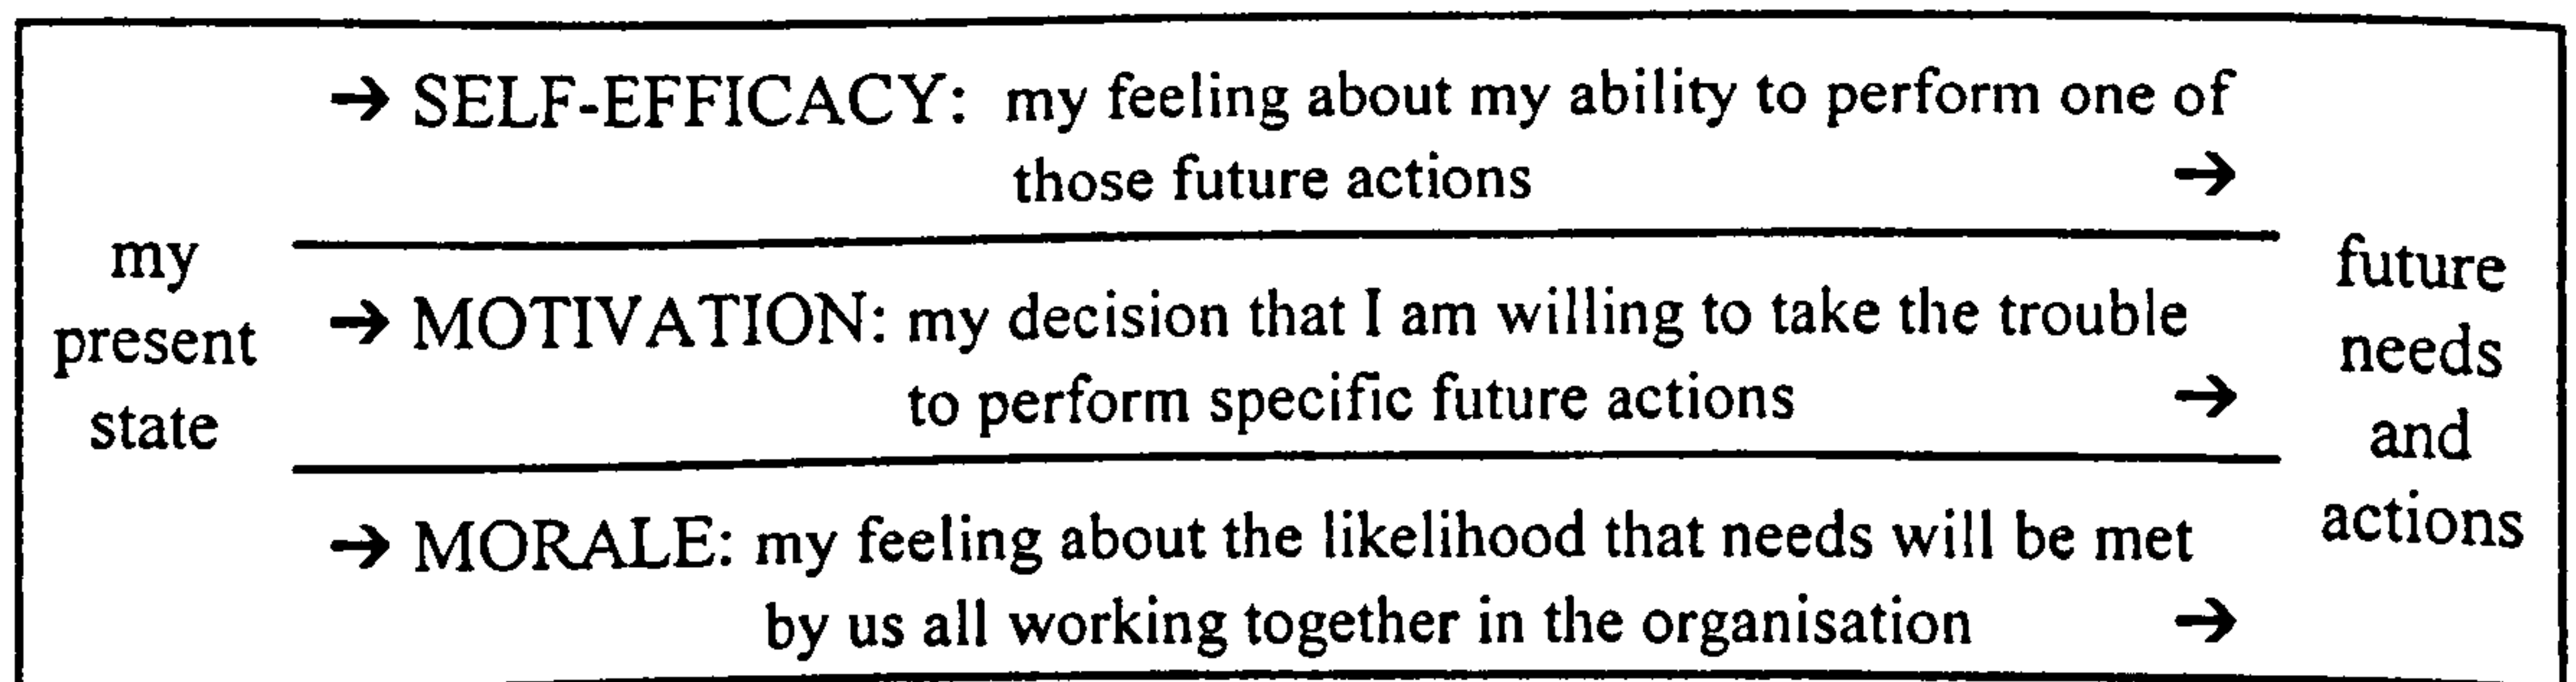 my
present
state
→ SELF-EFFICACY: my feeling about my ability to perform one of
those future actions →
→ MOTIVATION: my decision that I am willing to take the trouble
to perform specific future actions →
→ MORALE: my feeling about the likelihood that needs will be met
by us all working together in the organisation →
future
needs
and
actions